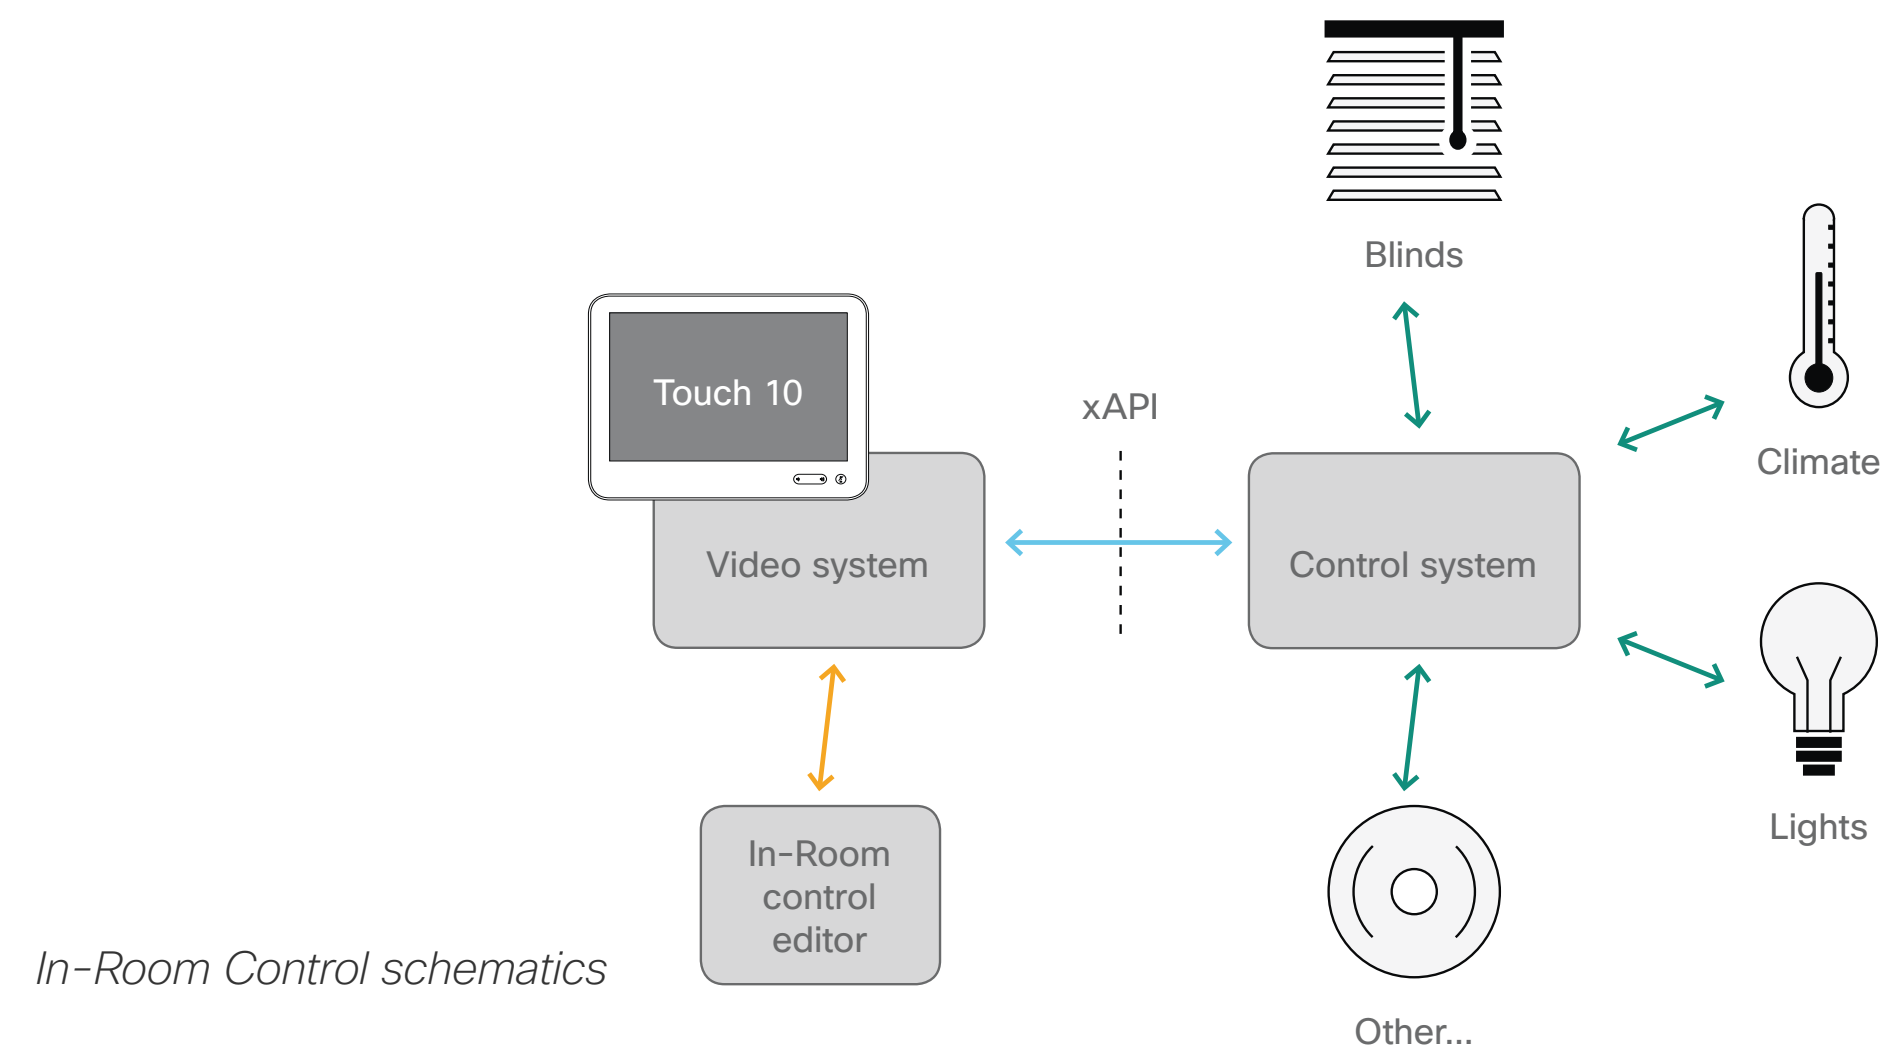 Blinds
Touch 10
xAPI
Climate
Video system
Control system
Lights
In-Room
control
editor
In-Room Control schematics
Other...